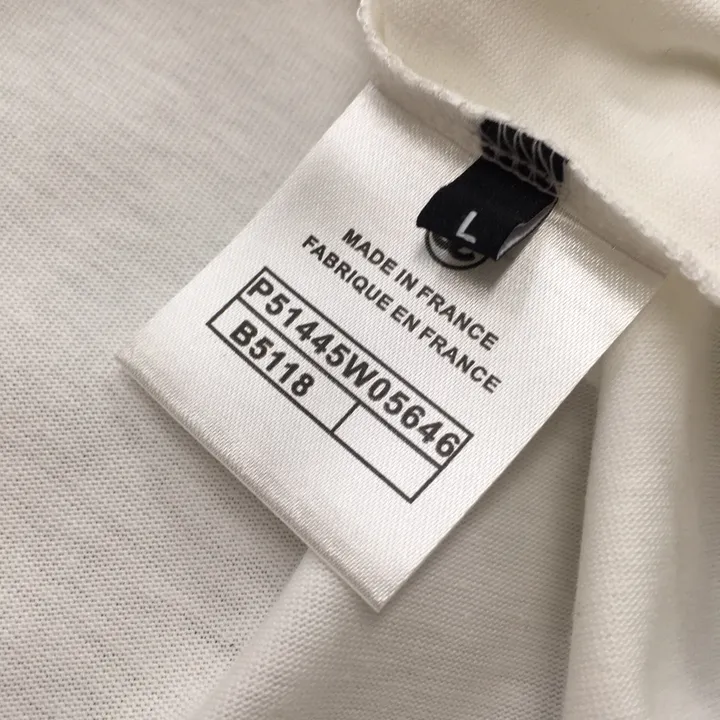 L
MADE IN FRANCE
FABRIQUE EN FRANCE
P51445W05646
B5118